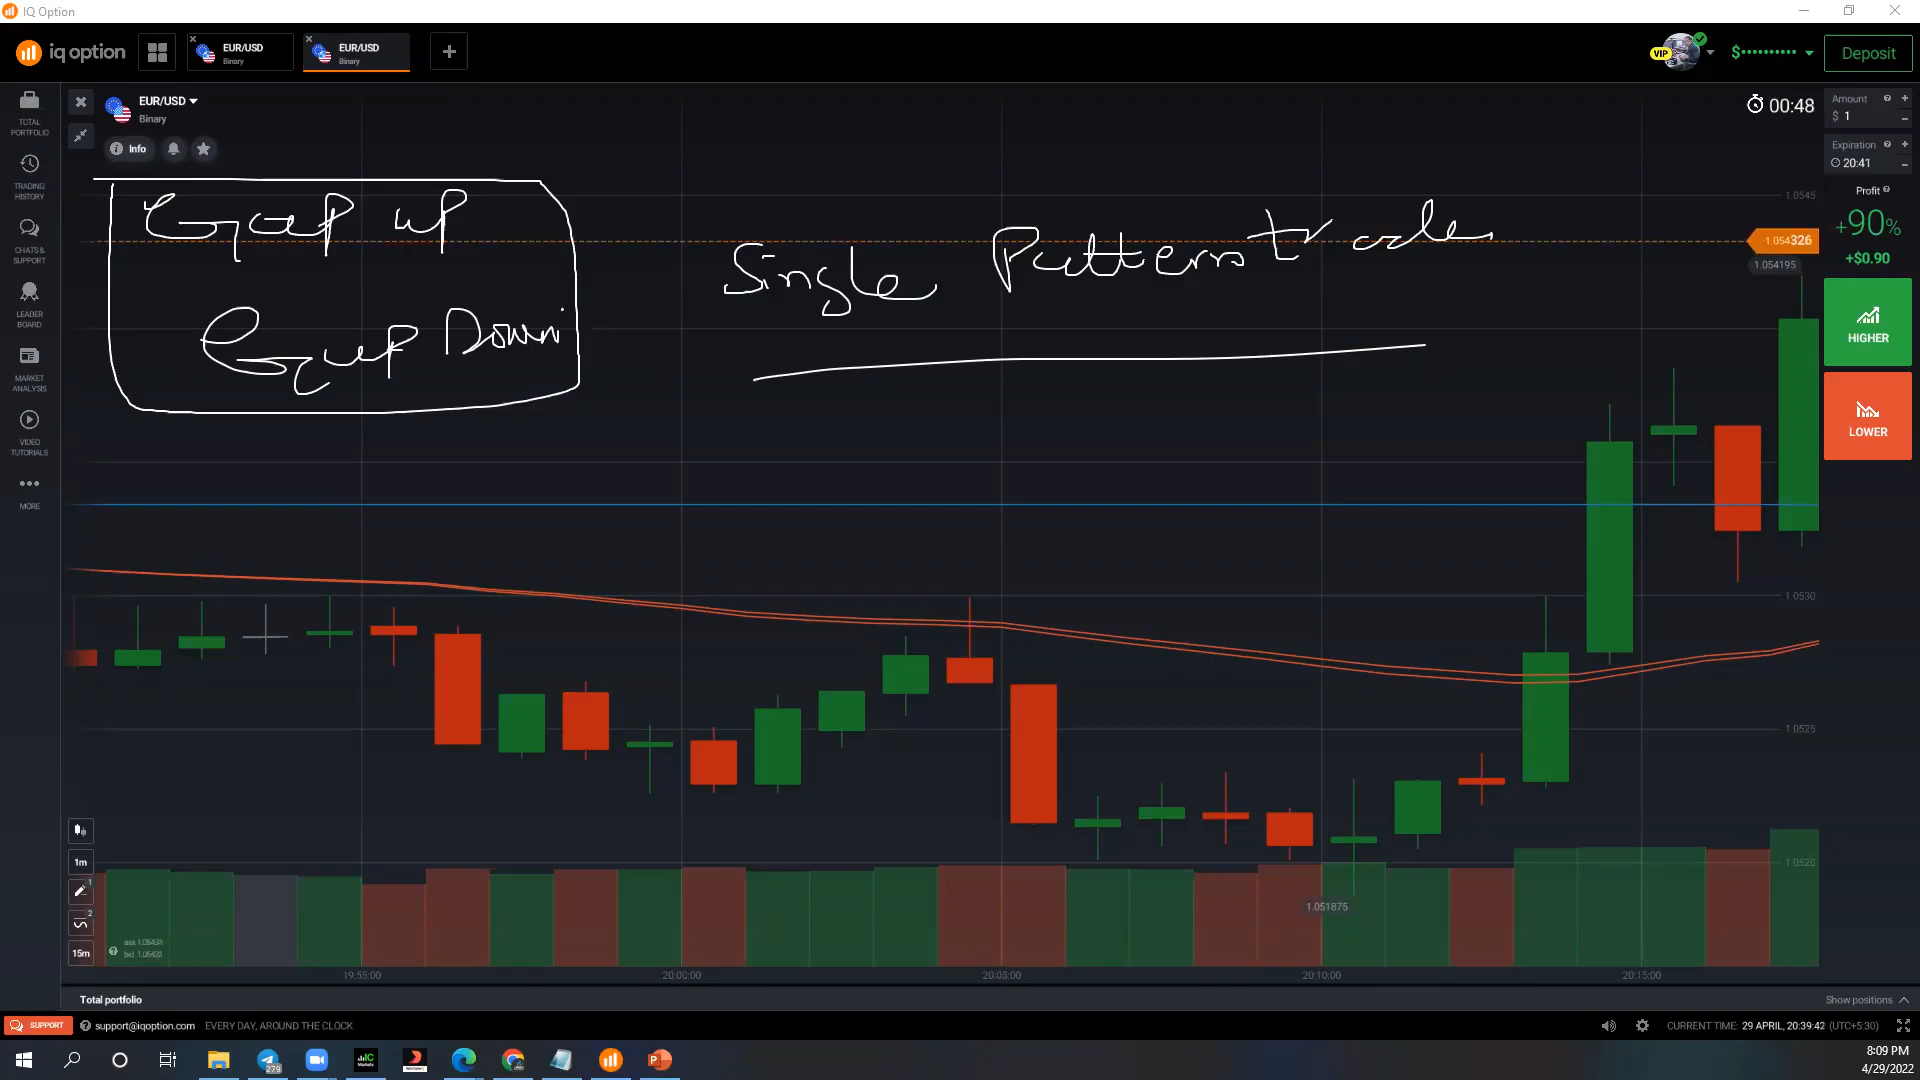 IQ Option
iq option
EUR/USD
Binary
EUR/USD
Binary
VIP
$••••••••••
Deposit
TOTAL PORTFOLIO
TRADING HISTORY
CHATS & SUPPORT
LEADER BOARD
MARKET ANALYSIS
VIDEO TUTORIALS
MORE
EUR/USD
Binary
Info
00:48
Amount
$ 1
Expiration
20:41
Profit
+90%
+$0.90
HIGHER
LOWER
Gap up
Gap Down
Single Patterns trade
1.0545
1.054326
1.054195
1.0530
1.0525
1.0520
1.051875
1m
1
2
15m
19:55:00
20:00:00
20:05:00
20:10:00
20:15:00
Total portfolio
Show positions
SUPPORT
support@iqoption.com
EVERY DAY, AROUND THE CLOCK
CURRENT TIME: 29 APRIL, 20:39:42 (UTC+5:30)
279
8:09 PM
4/29/2022